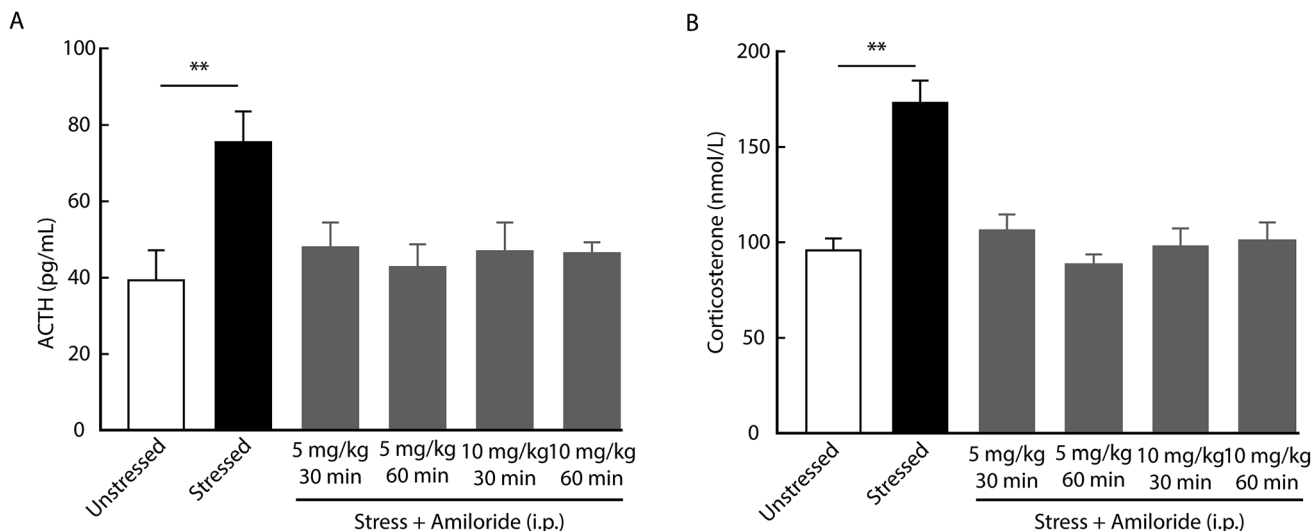 A
ACTH (pg/mL)
100
80
60
40
20
0
**
Unstressed
Stressed
5 mg/kg 5 mg/kg 10 mg/kg 10 mg/kg
30 min 60 min 30 min 60 min
Stress + Amiloride (i.p.)
B
Corticosterone (nmol/L)
200
150
100
50
0
**
Unstressed
Stressed
5 mg/kg 5 mg/kg 10 mg/kg 10 mg/kg
30 min 60 min 30 min 60 min
Stress + Amiloride (i.p.)